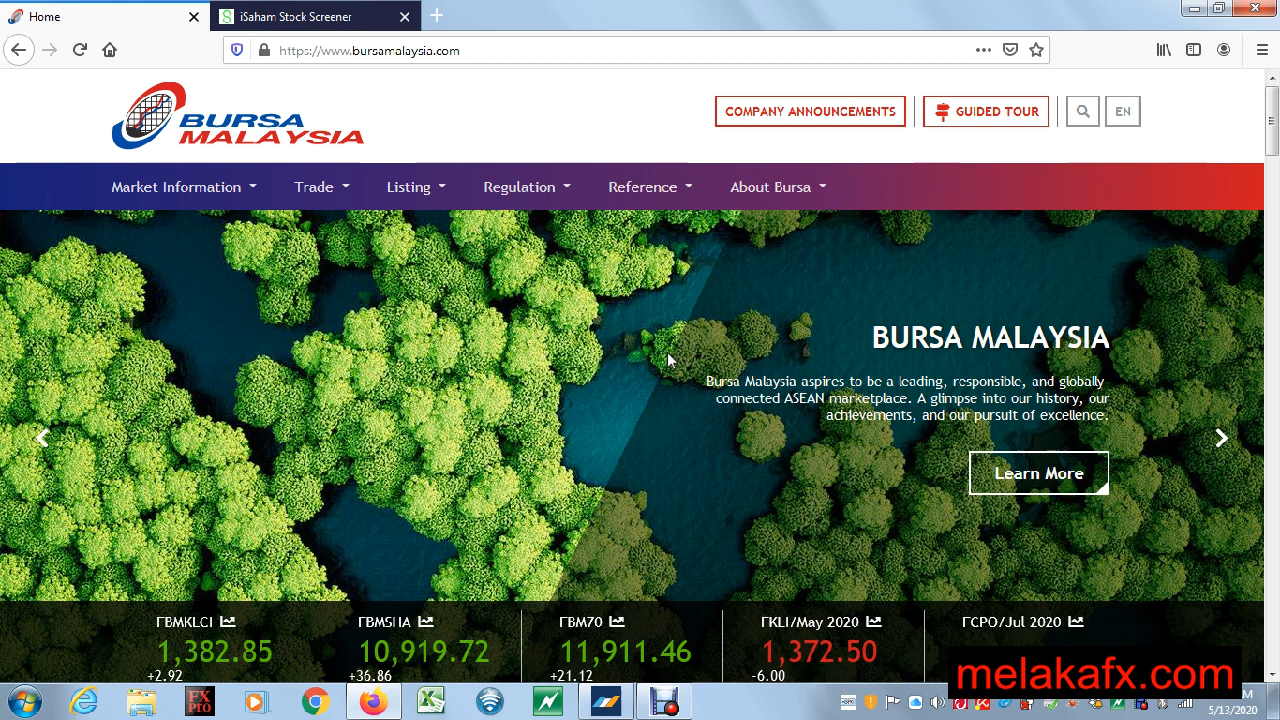 Home
iSaham Stock Screener
https://www.bursamalaysia.com
BURSA
MALAYSIA
COMPANY ANNOUNCEMENTS
GUIDED TOUR
EN
Market Information
Trade
Listing
Regulation
Reference
About Bursa
BURSA MALAYSIA
Bursa Malaysia aspires to be a leading, responsible, and globally
connected ASEAN marketplace. A glimpse into our history, our
achievements, and our pursuit of excellence.
Learn More
FBMKLCI
1,382.85
+2.92
FBMSHA
10,919.72
+36.86
FBM70
11,911.46
+21.12
FKLI/May 2020
1,372.50
-6.00
FCPO/Jul 2020
melakafx.com
FX
PRO
5/13/2020